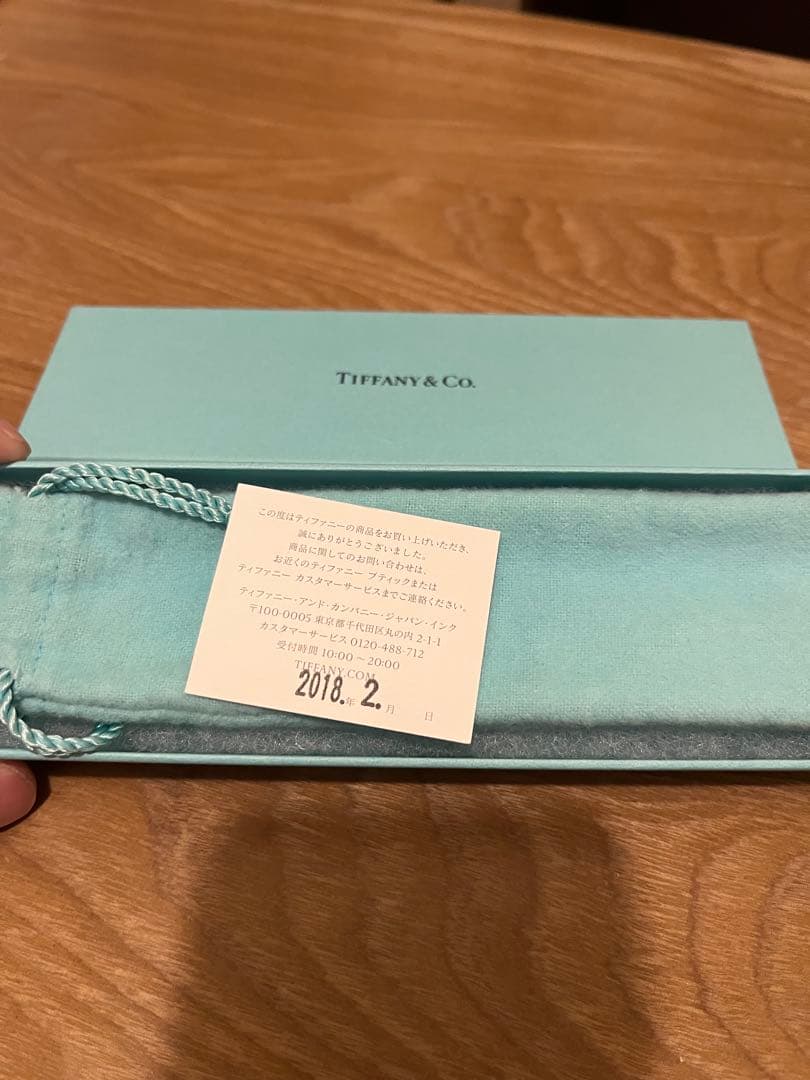 TIFFANY & CO.
この度はティファニーの商品をお買い上げいただき、
誠にありがとうございました。
商品に関してのお問い合わせは、
お近くのティファニー ブティックまたは
ティファニー カスタマーサービスまでご連絡ください。
ティファニー・アンド・カンパニー・ジャパン・インク
〒100-0005 東京都千代田区丸の内 2-1-1
カスタマーサービス 0120-488-712
受付時間 10:00～20:00
TIFFANY.COM
2018.年 2.月 日